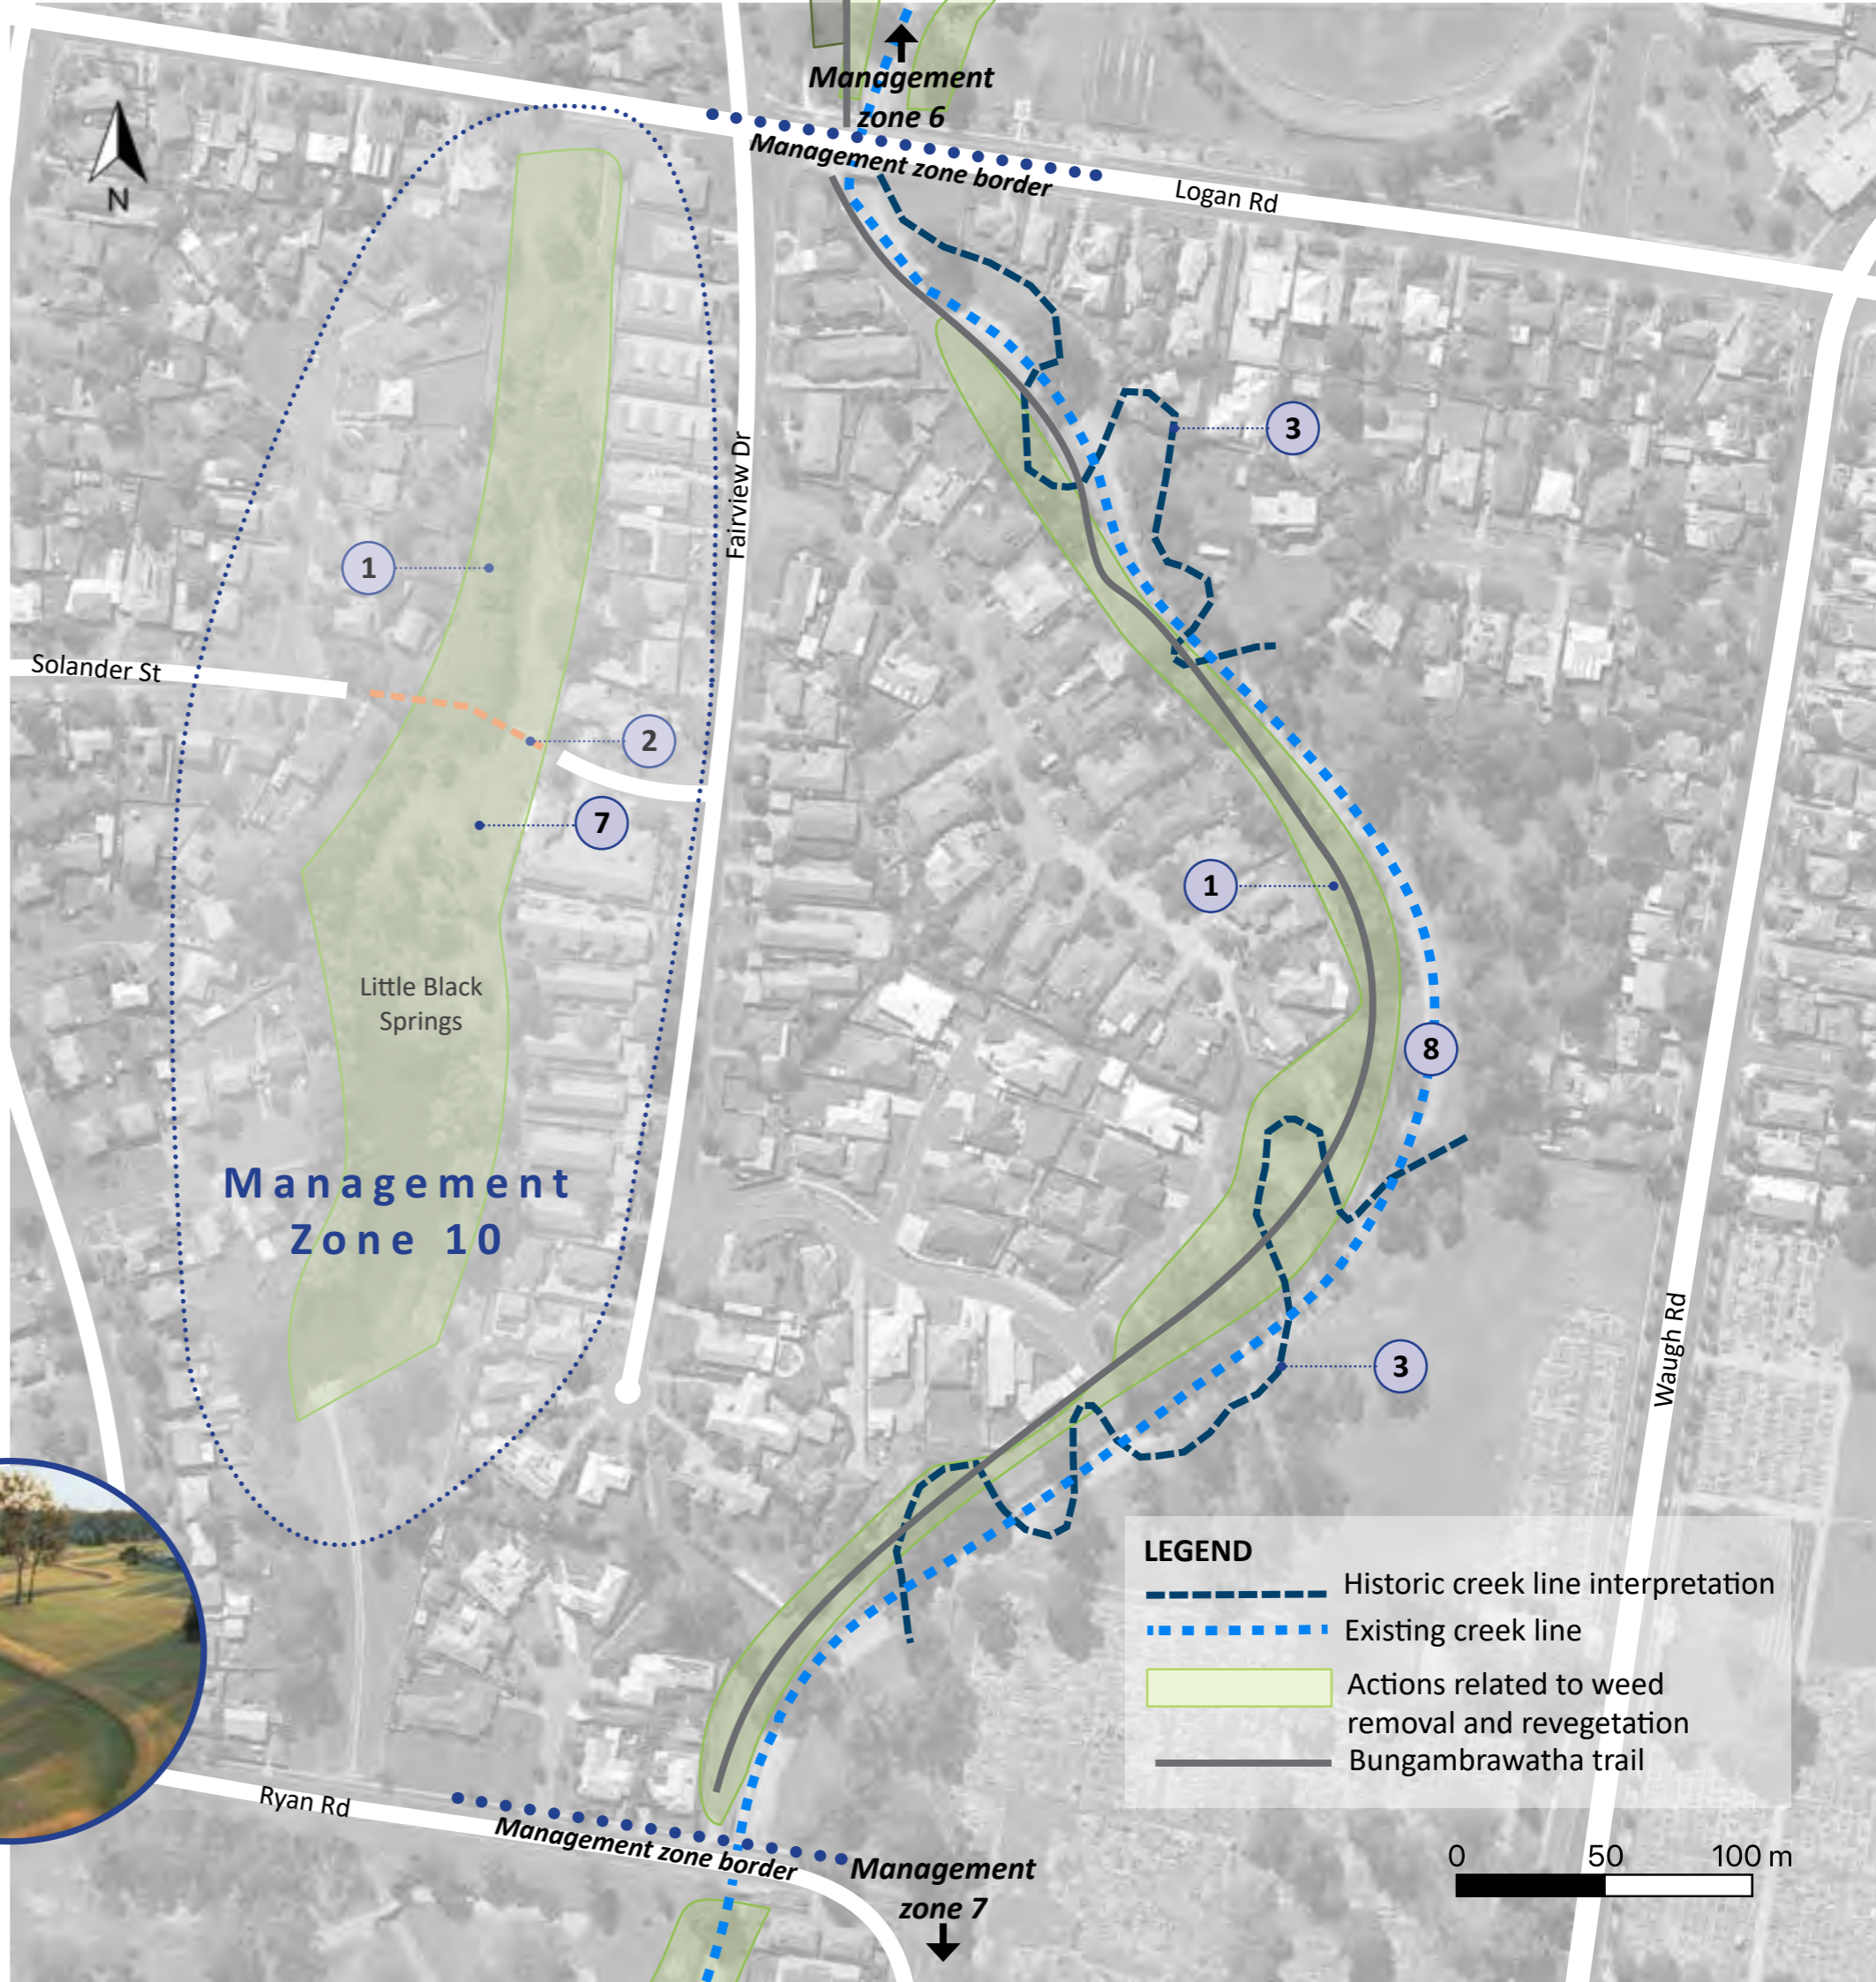 Management
zone 6
Management zone border
Logan Rd
N
3
Fairview Dr
1
Solander St
2
7
1
Little Black
Springs
8
Management
Zone 10
3
Waugh Rd
LEGEND
Historic creek line interpretation
Existing creek line
Actions related to weed
removal and revegetation
Bungambrawatha trail
Ryan Rd
Management zone border
Management
zone 7
0 50 100 m